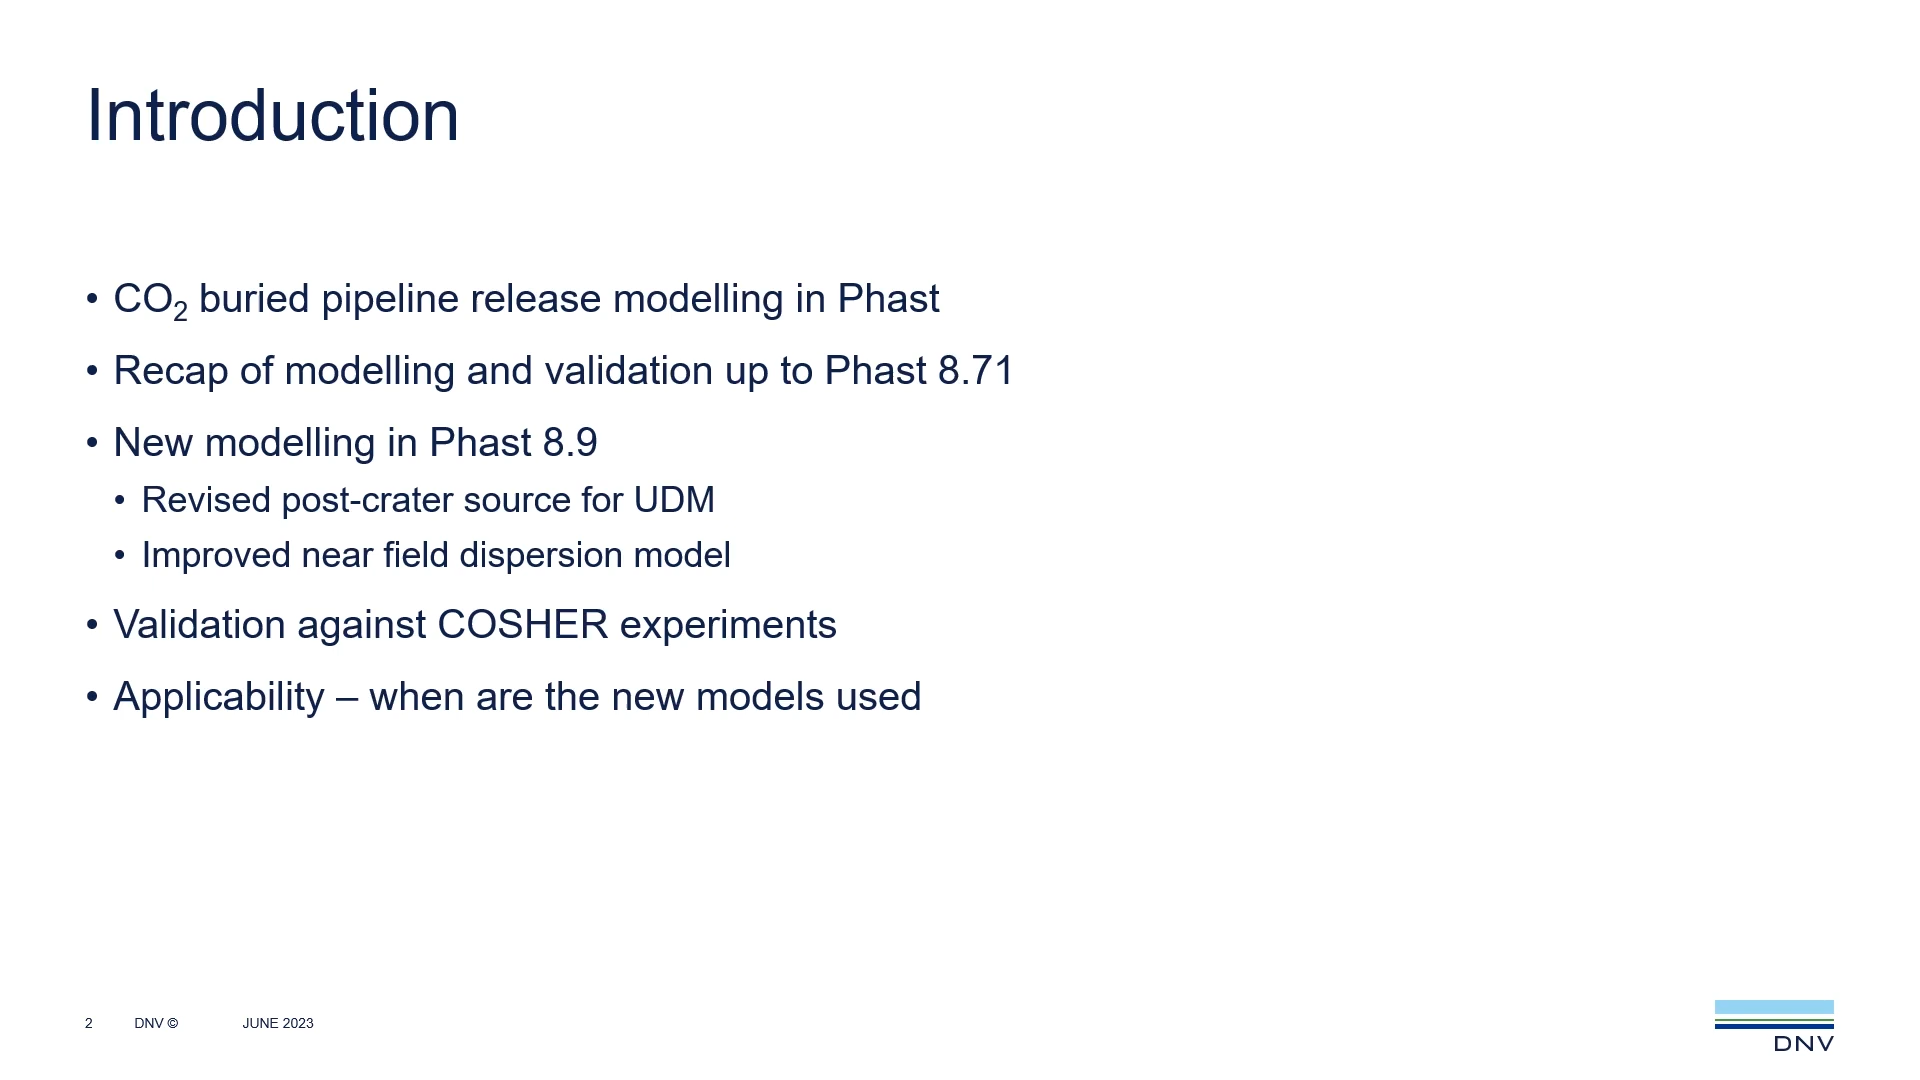 Introduction
• CO₂ buried pipeline release modelling in Phast
• Recap of modelling and validation up to Phast 8.71
• New modelling in Phast 8.9
• Revised post-crater source for UDM
• Improved near field dispersion model
• Validation against COSHER experiments
• Applicability – when are the new models used
2 DNV © JUNE 2023
DNV